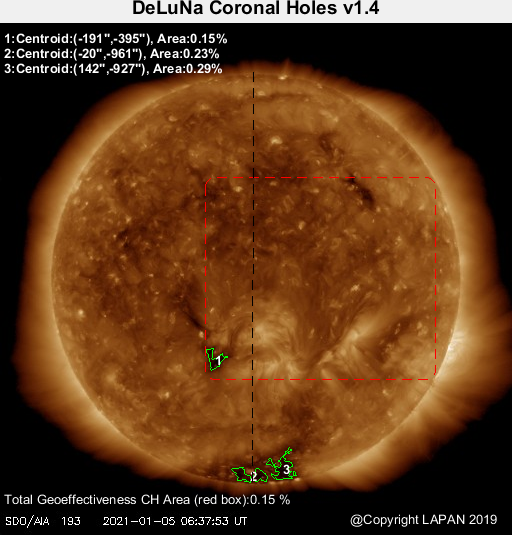 DeLuNa Coronal Holes v1.4
1:Centroid:(-191",-395"), Area:0.15%
2:Centroid:(-20",-961"), Area:0.23%
3:Centroid:(142",-927"), Area:0.29%
1
2
3
Total Geoeffectiveness CH Area (red box):0.15 %
SDO/AIA 193 2021-01-05 06:37:53 UT
@Copyright LAPAN 2019